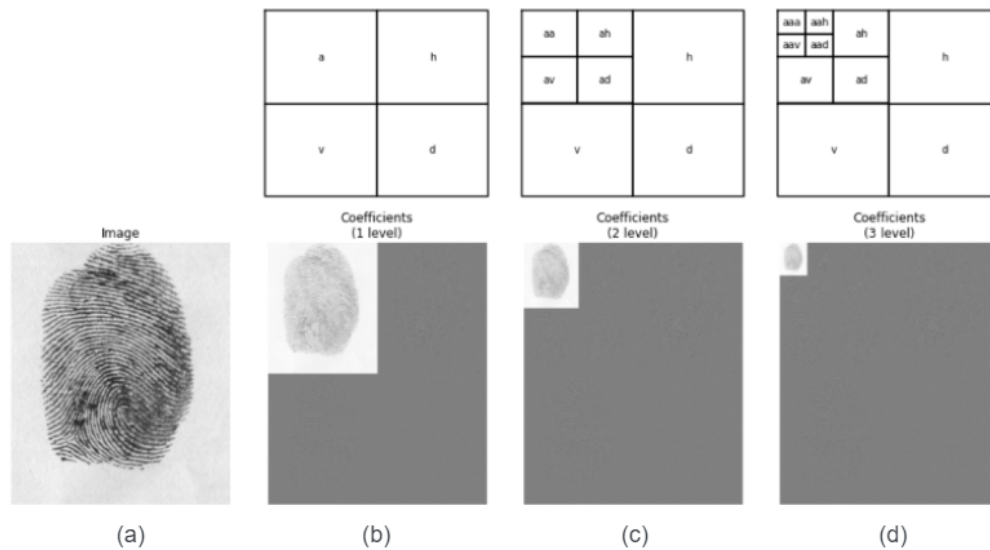 a h
v d
aa ah
av ad
h
v d
aaa aah
aav aad
ah
av ad
h
v d
Image
Coefficients
(1 level)
Coefficients
(2 level)
Coefficients
(3 level)
(a) (b) (c) (d)